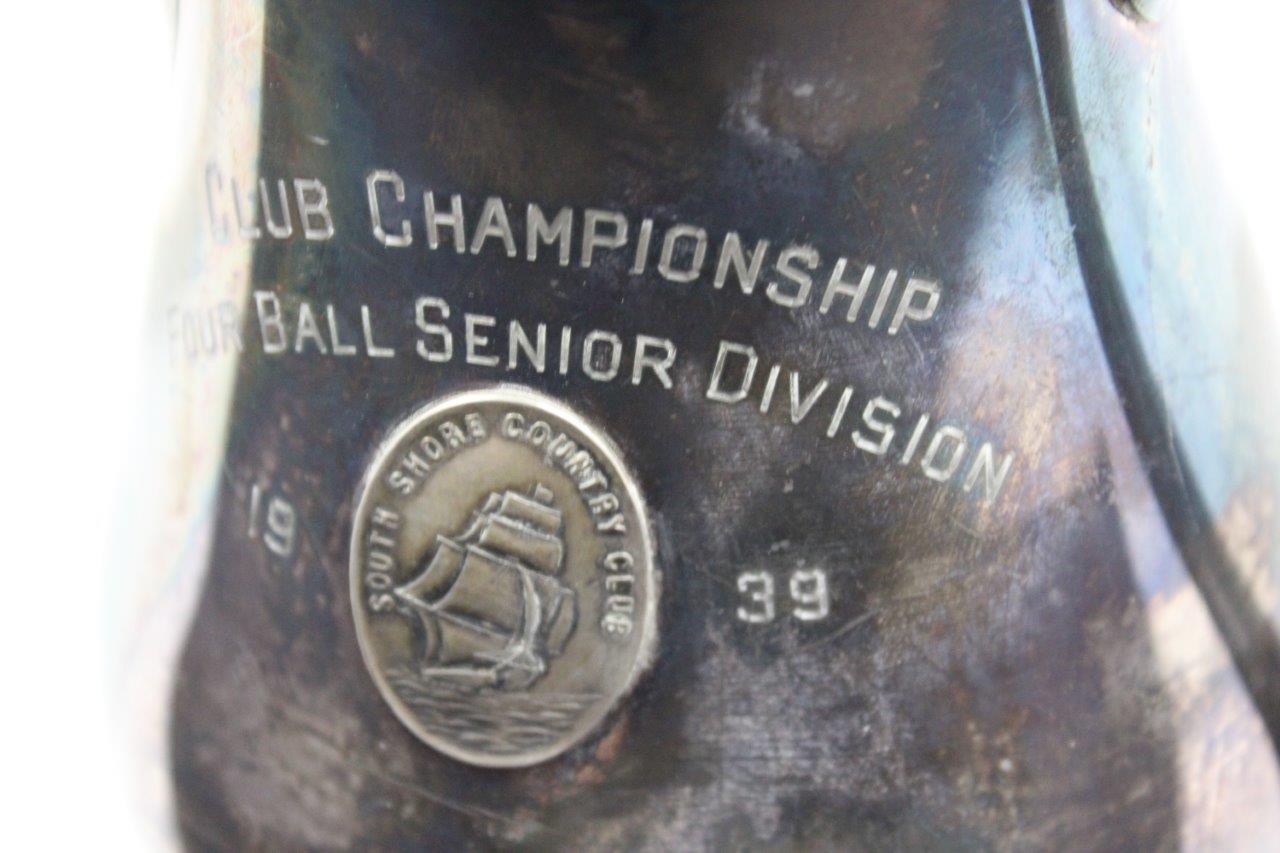 CLUB CHAMPIONSHIP
FOUR BALL SENIOR DIVISION
SOUTH SHORE COUNTRY CLUB
19 39